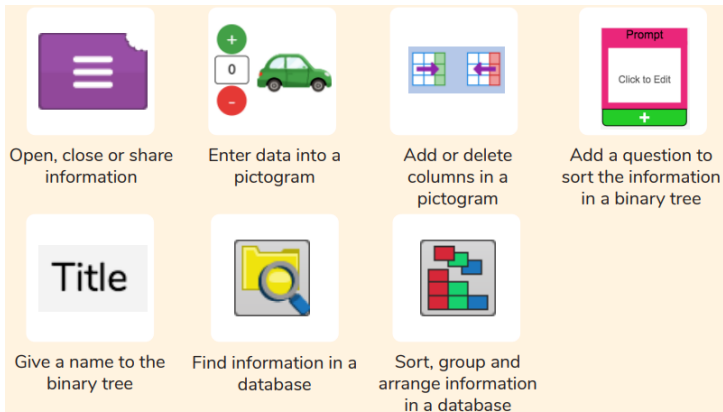 Prompt
0
Click to Edit
+
-
+
Open, close or share
information
Enter data into a
pictogram
Add or delete
columns in a
pictogram
Add a question to
sort the information
in a binary tree
Title
Give a name to the
binary tree
Find information in a
database
Sort, group and
arrange information
in a database